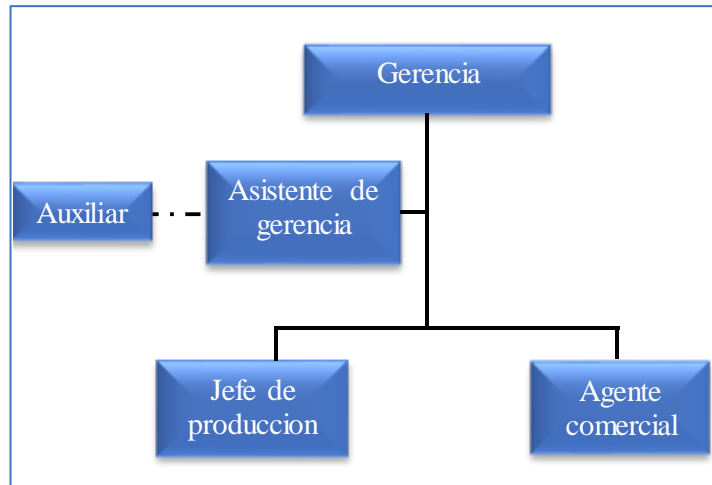 Gerencia
Asistente de
gerencia
Auxiliar
Jefe de
produccion
Agente
comercial